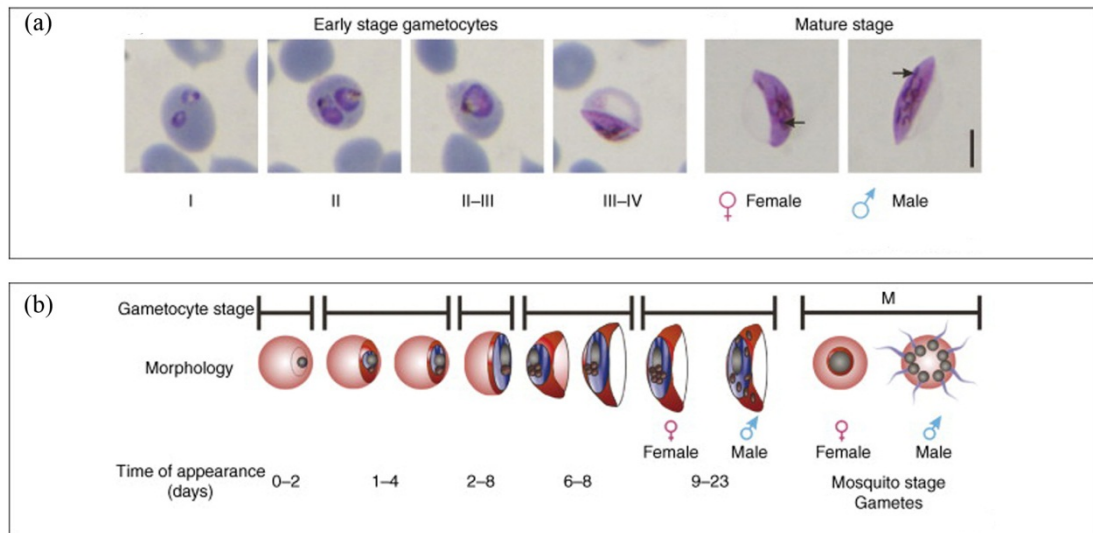 (a)
Early stage gametocytes
Mature stage
I
II
II–III
III–IV
♀ Female
♂ Male
(b)
Gametocyte stage
M
Morphology
♀
Female
♂
Male
♀
Female
♂
Male
Time of appearance
(days)
0–2
1–4
2–8
6–8
9–23
Mosquito stage
Gametes